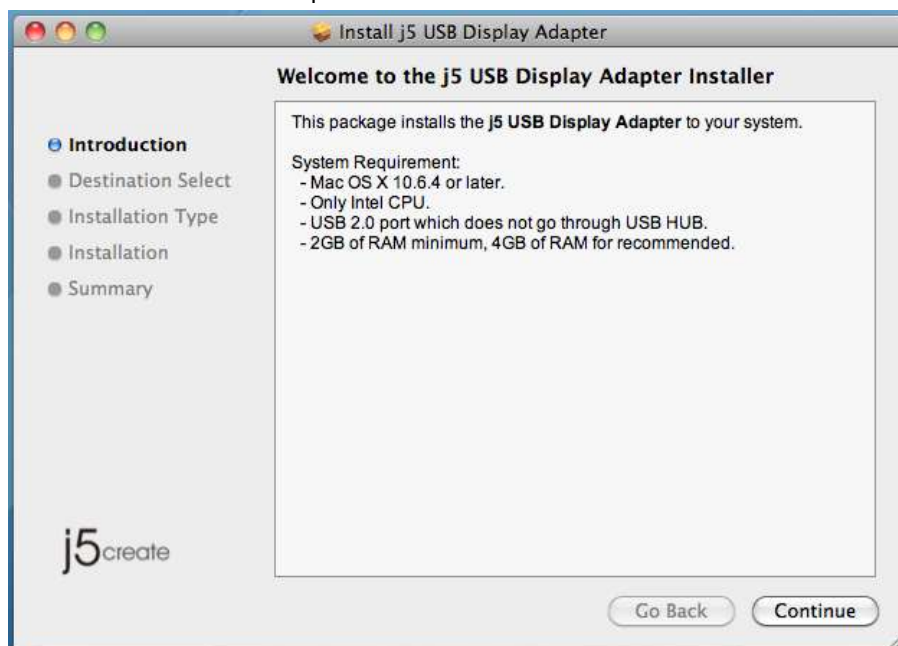 Install j5 USB Display Adapter
Welcome to the j5 USB Display Adapter Installer
Introduction
Destination Select
Installation Type
Installation
Summary
This package installs the j5 USB Display Adapter to your system.
System Requirement:
- Mac OS X 10.6.4 or later.
- Only Intel CPU.
- USB 2.0 port which does not go through USB HUB.
- 2GB of RAM minimum, 4GB of RAM for recommended.
j5create
Go Back
Continue